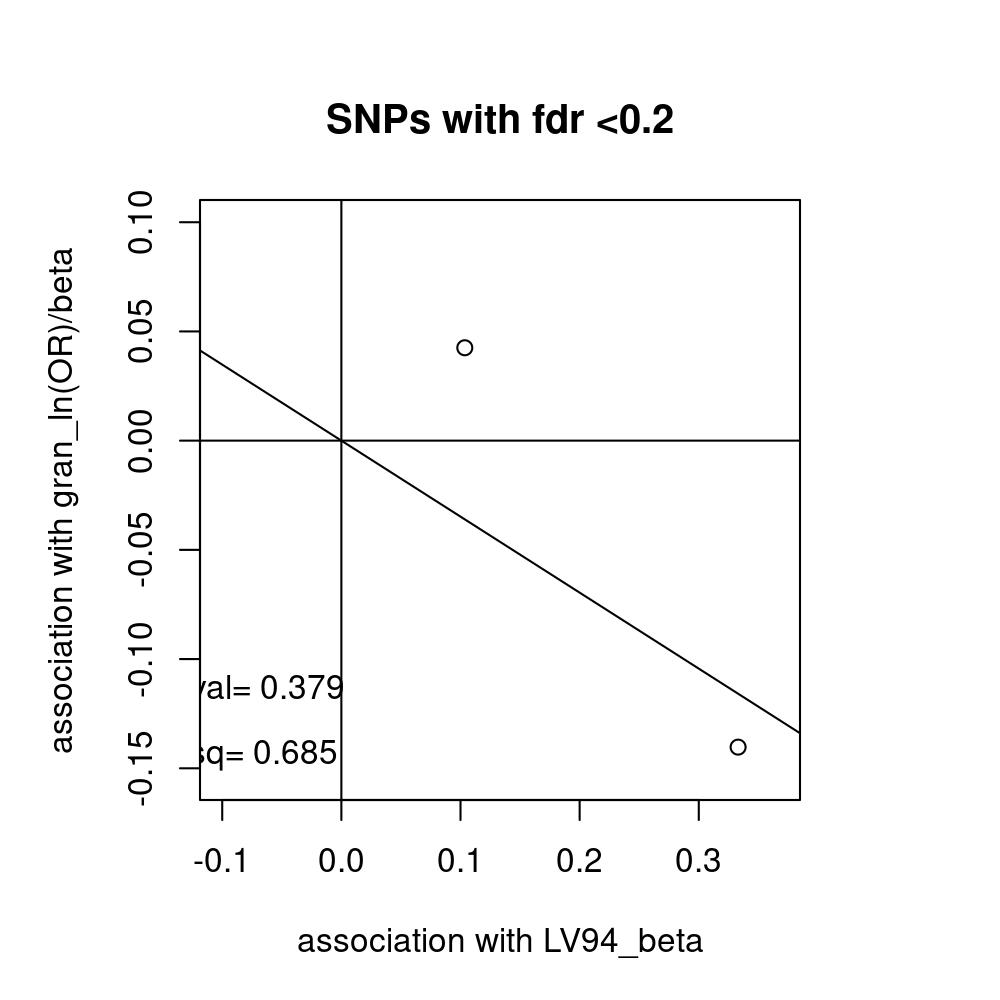 SNPs with fdr <0.2
association with gran_ln(OR)/beta
0.10
0.05
0.00
-0.05
-0.10
-0.15
val= 0.379
sq= 0.685
-0.1 0.0 0.1 0.2 0.3
association with LV94_beta